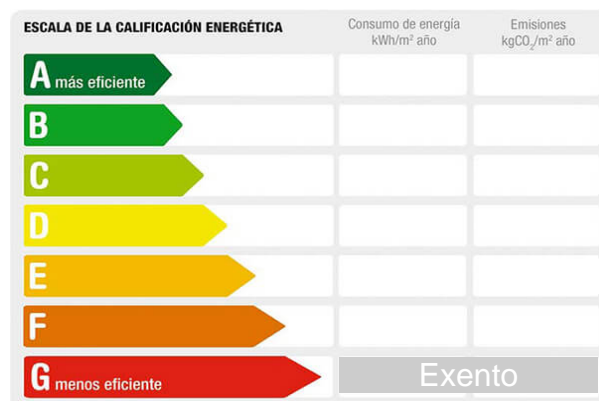 ESCALA DE LA CALIFICACIÓN ENERGÉTICA
Consumo de energía
kWh/m² año
Emisiones
kgCO₂/m² año
A más eficiente
B
C
D
E
F
G menos eficiente
Exento